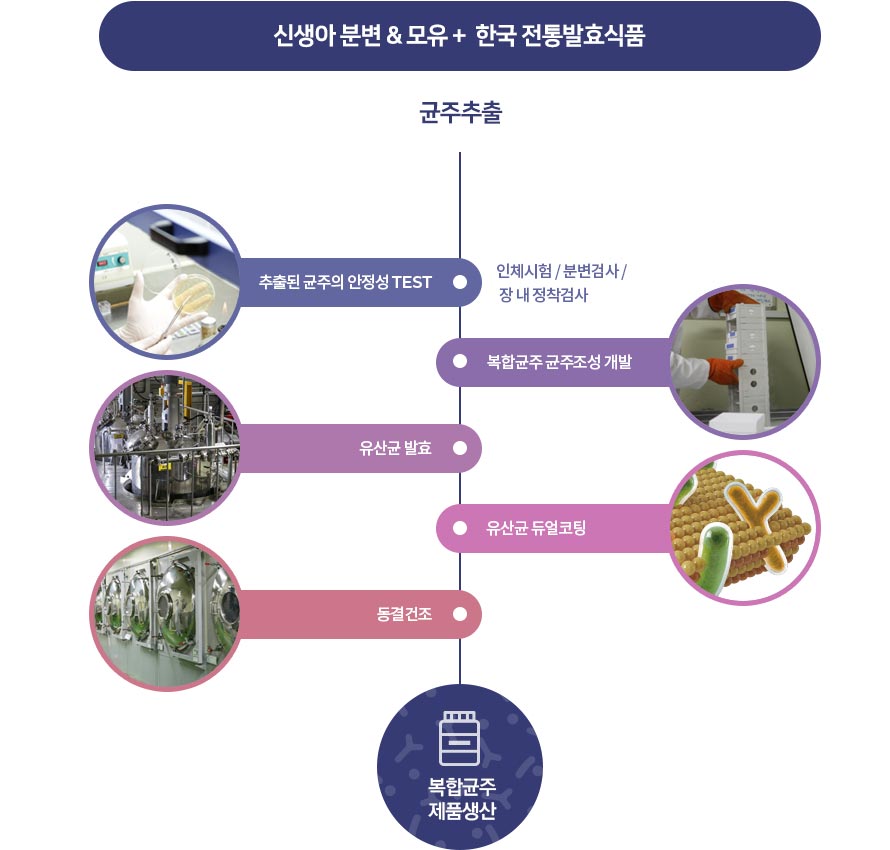 신생아 분변 & 모유 + 한국 전통발효식품
균주추출
추출된 균주의 안정성 TEST
인체시험 / 분변검사 /
장 내 정착검사
복합균주 균주조성 개발
유산균 발효
유산균 듀얼코팅
동결건조
복합균주
제품생산